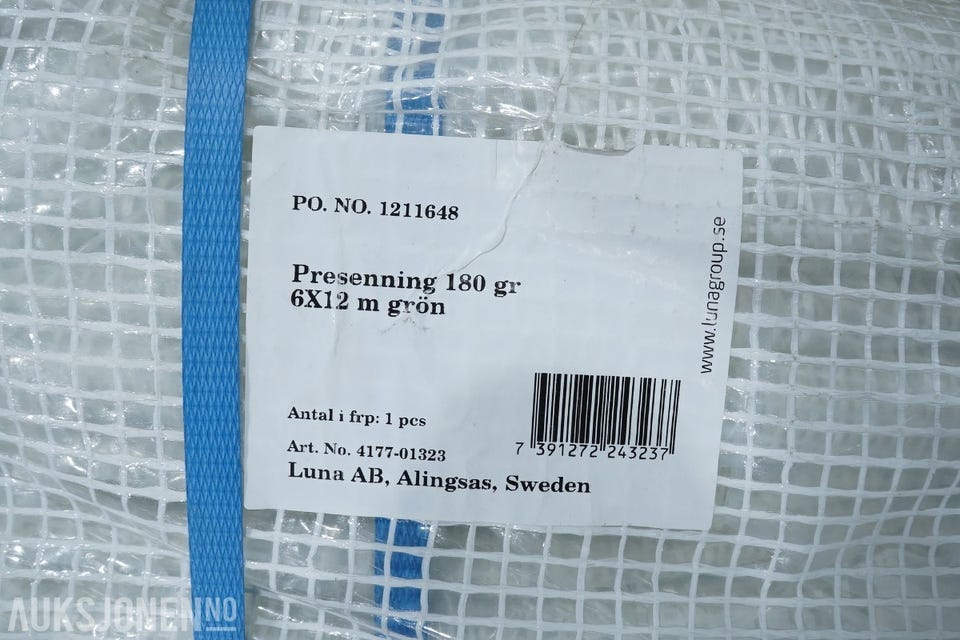 PO. NO. 1211648
Presenning 180 gr
6X12 m grön
Antal i frp: 1 pcs
Art. No. 4177-01323
Luna AB, Alingsas, Sweden
7 391272 243237
www.lunagroup.se
AUKSJONEN.NO